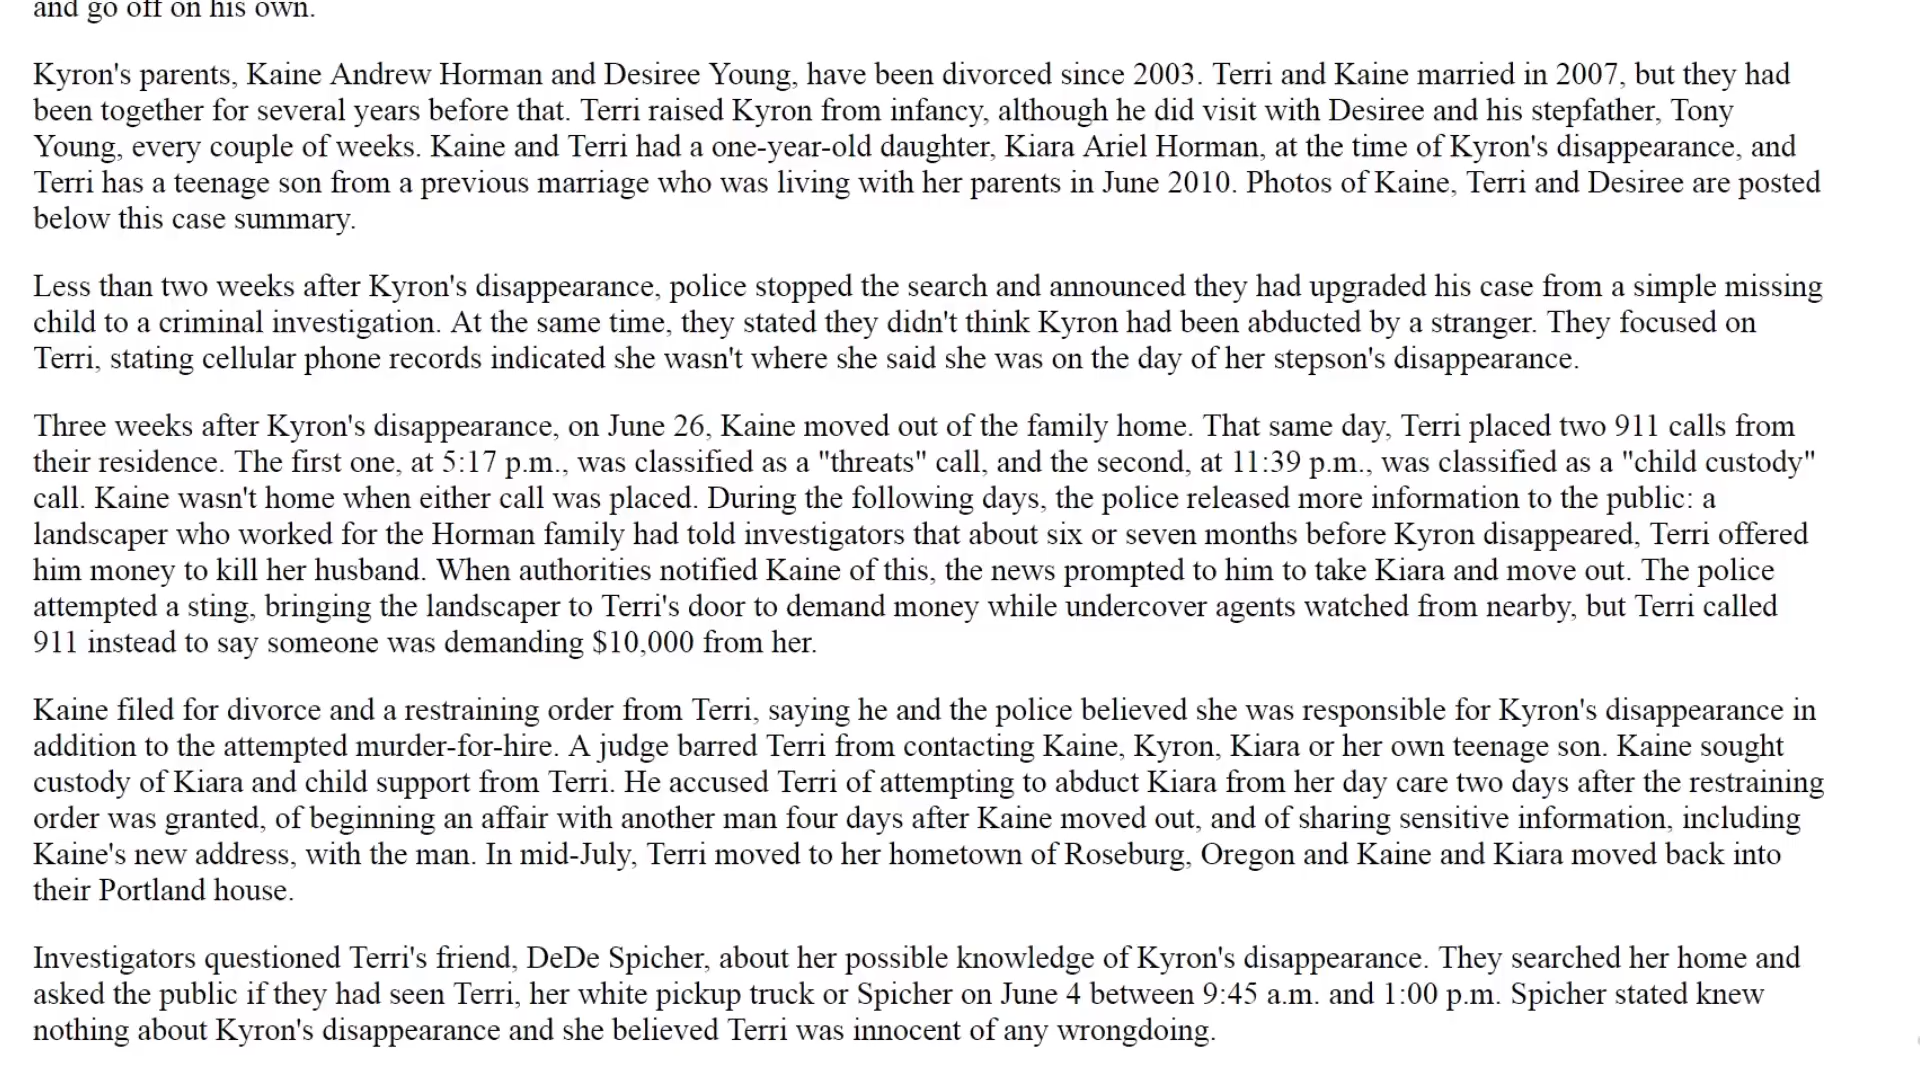 and go off on his own.
Kyron's parents, Kaine Andrew Horman and Desiree Young, have been divorced since 2003. Terri and Kaine married in 2007, but they had
been together for several years before that. Terri raised Kyron from infancy, although he did visit with Desiree and his stepfather, Tony
Young, every couple of weeks. Kaine and Terri had a one-year-old daughter, Kiara Ariel Horman, at the time of Kyron's disappearance, and
Terri has a teenage son from a previous marriage who was living with her parents in June 2010. Photos of Kaine, Terri and Desiree are posted
below this case summary.
Less than two weeks after Kyron's disappearance, police stopped the search and announced they had upgraded his case from a simple missing
child to a criminal investigation. At the same time, they stated they didn't think Kyron had been abducted by a stranger. They focused on
Terri, stating cellular phone records indicated she wasn't where she said she was on the day of her stepson's disappearance.
Three weeks after Kyron's disappearance, on June 26, Kaine moved out of the family home. That same day, Terri placed two 911 calls from
their residence. The first one, at 5:17 p.m., was classified as a "threats" call, and the second, at 11:39 p.m., was classified as a "child custody"
call. Kaine wasn't home when either call was placed. During the following days, the police released more information to the public: a
landscaper who worked for the Horman family had told investigators that about six or seven months before Kyron disappeared, Terri offered
him money to kill her husband. When authorities notified Kaine of this, the news prompted to him to take Kiara and move out. The police
attempted a sting, bringing the landscaper to Terri's door to demand money while undercover agents watched from nearby, but Terri called
911 instead to say someone was demanding $10,000 from her.
Kaine filed for divorce and a restraining order from Terri, saying he and the police believed she was responsible for Kyron's disappearance in
addition to the attempted murder-for-hire. A judge barred Terri from contacting Kaine, Kyron, Kiara or her own teenage son. Kaine sought
custody of Kiara and child support from Terri. He accused Terri of attempting to abduct Kiara from her day care two days after the restraining
order was granted, of beginning an affair with another man four days after Kaine moved out, and of sharing sensitive information, including
Kaine's new address, with the man. In mid-July, Terri moved to her hometown of Roseburg, Oregon and Kaine and Kiara moved back into
their Portland house.
Investigators questioned Terri's friend, DeDe Spicher, about her possible knowledge of Kyron's disappearance. They searched her home and
asked the public if they had seen Terri, her white pickup truck or Spicher on June 4 between 9:45 a.m. and 1:00 p.m. Spicher stated knew
nothing about Kyron's disappearance and she believed Terri was innocent of any wrongdoing.